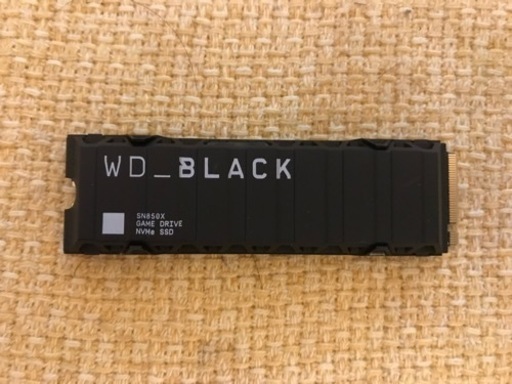 WD_BLACK
SN850X
GAME DRIVE
NVMe SSD